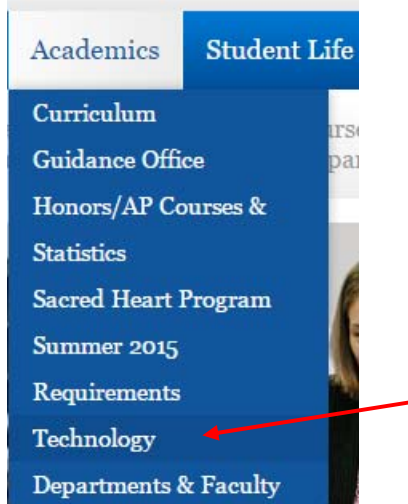 Academics Student Life
Curriculum
Guidance Office
Honors/AP Courses &
Statistics
Sacred Heart Program
Summer 2015
Requirements
Technology
Departments & Faculty